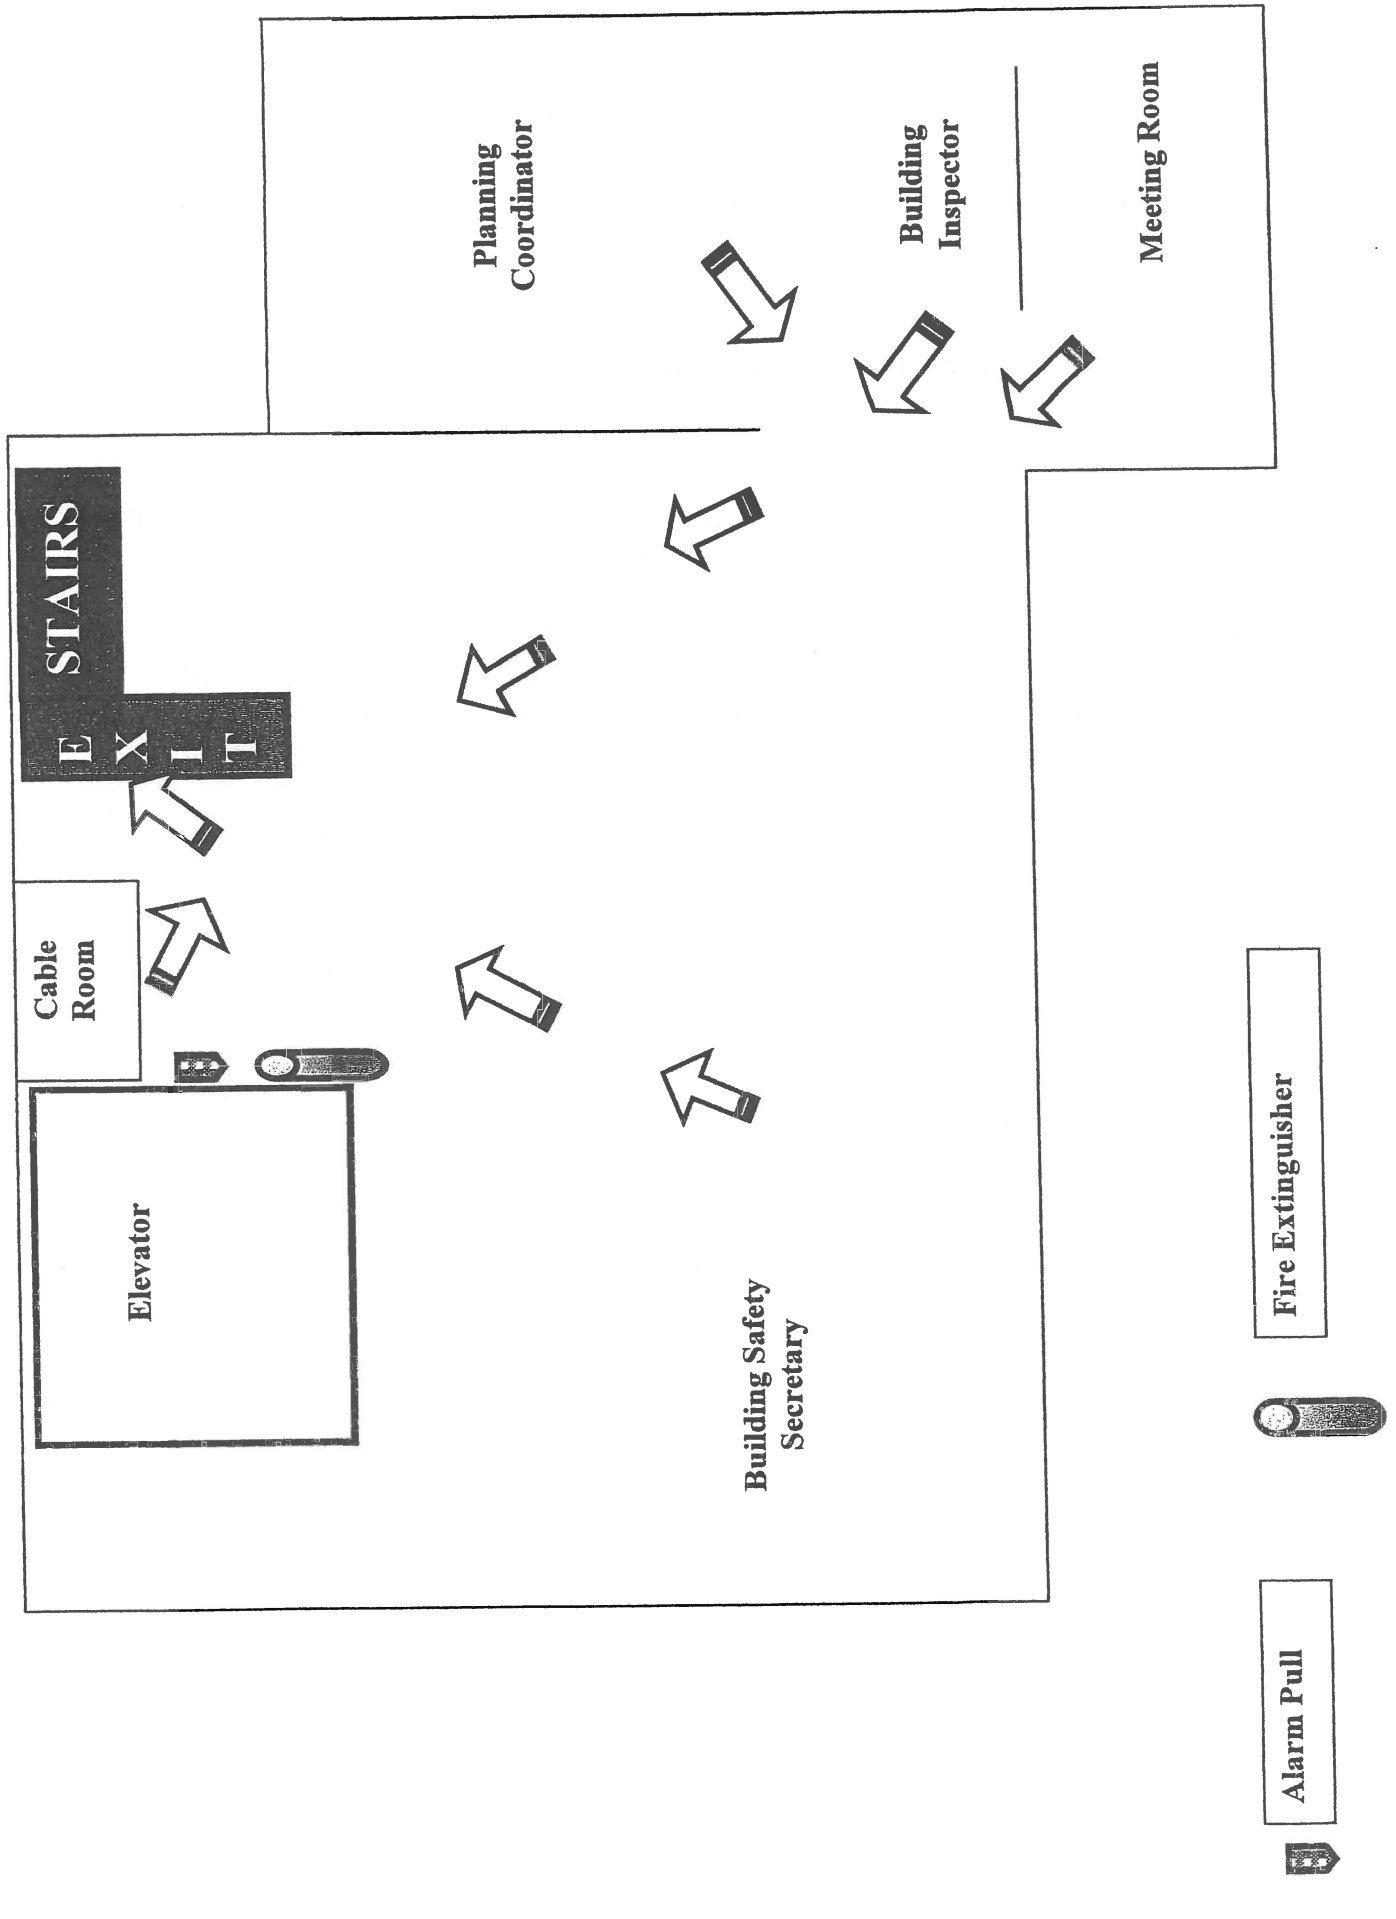 Elevator
Cable
Room
E
X
I
T
STAIRS
Planning
Coordinator
Building Safety
Secretary
Building
Inspector
Meeting Room
Alarm Pull
Fire Extinguisher